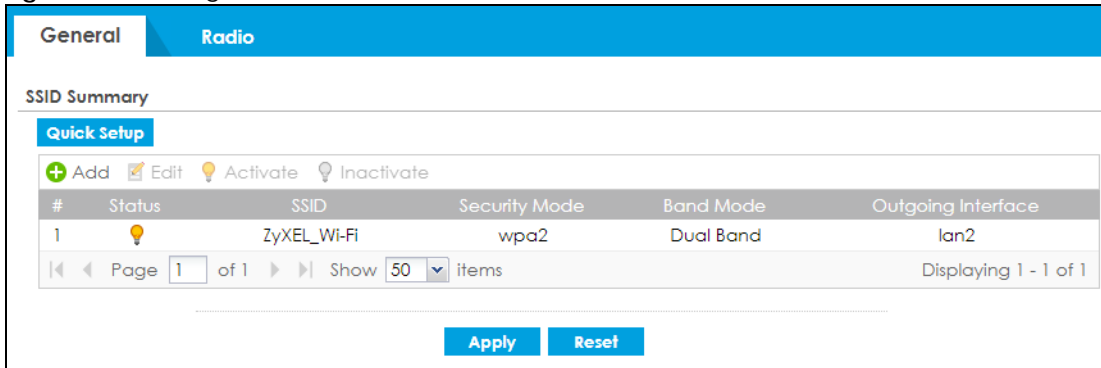 General Radio
SSID Summary
Quick Setup
Add Edit Activate Inactivate
# Status SSID Security Mode Band Mode Outgoing Interface
1 ZyXEL_Wi-Fi wpa2 Dual Band lan2
Page 1 of 1 Show 50 items Displaying 1 - 1 of 1
Apply Reset